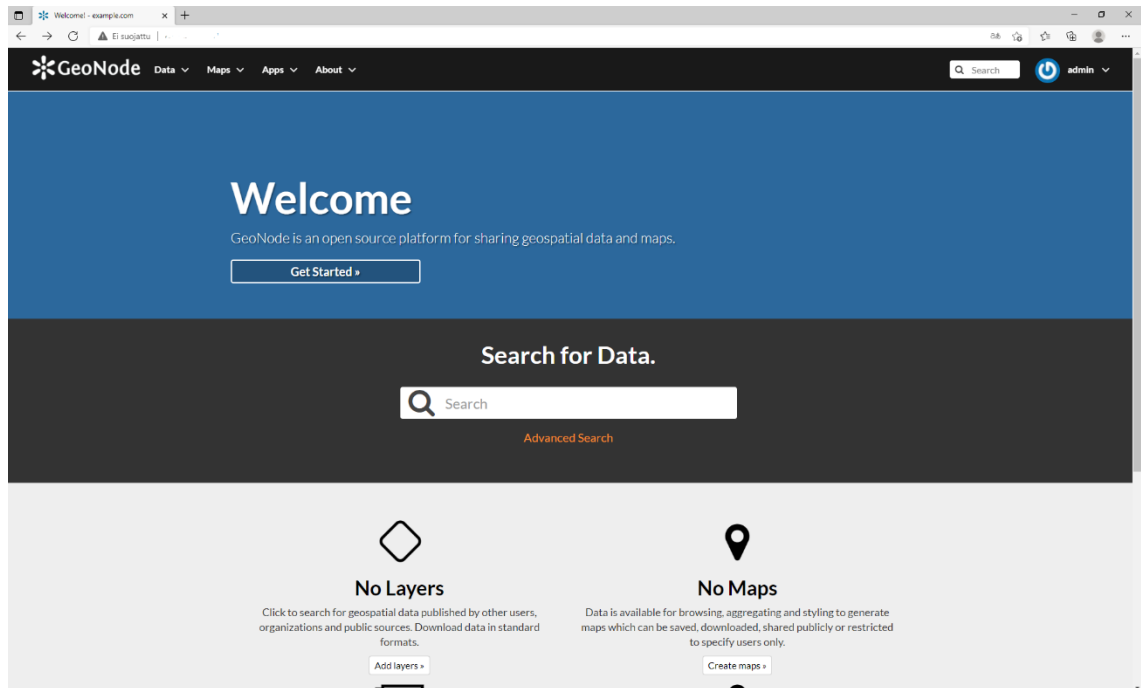 Welcome! - example.com
Ei suojattu
GeoNode Data Maps Apps About Search admin
Welcome
GeoNode is an open source platform for sharing geospatial data and maps.
Get Started »
Search for Data.
Search
Advanced Search
No Layers
Click to search for geospatial data published by other users,
organizations and public sources. Download data in standard
formats.
Add layers »
No Maps
Data is available for browsing, aggregating and styling to generate
maps which can be saved, downloaded, shared publicly or restricted
to specify users only.
Create maps »